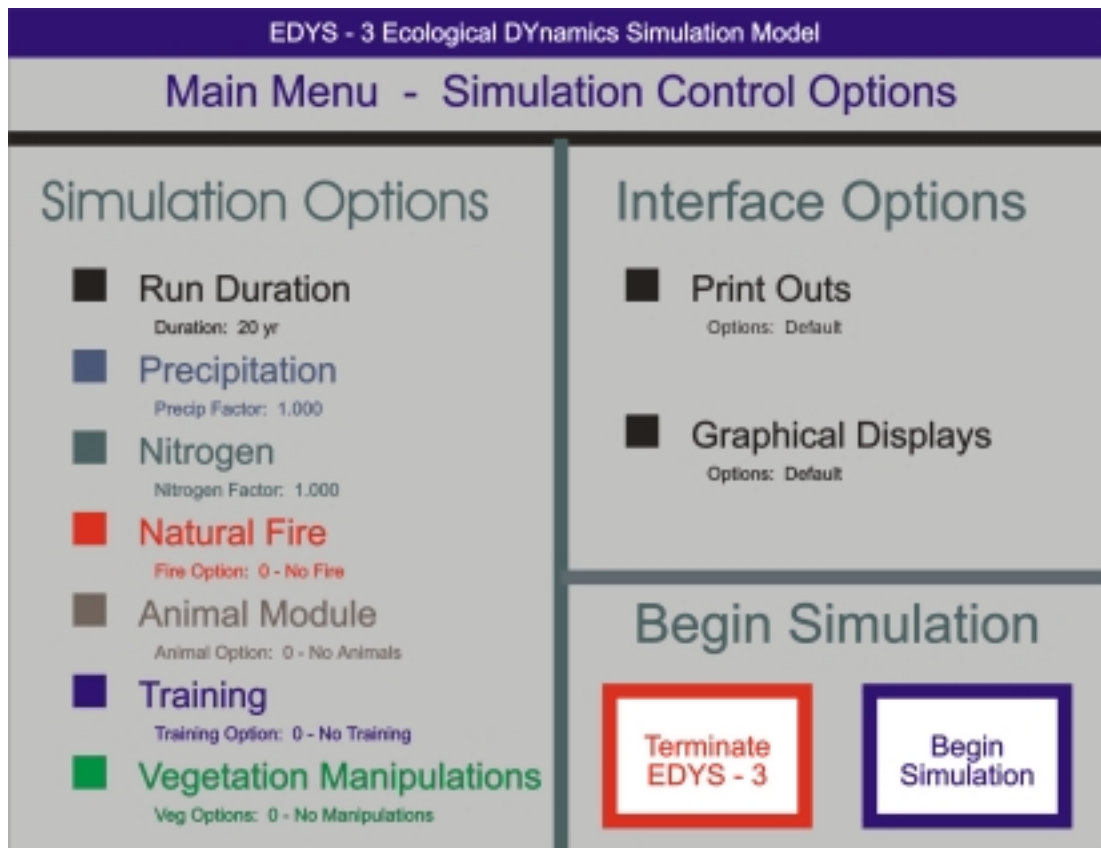 EDYS - 3 Ecological DYnamics Simulation Model
Main Menu - Simulation Control Options
Simulation Options
Run Duration
Duration: 20 yr
Precipitation
Precip Factor: 1.000
Nitrogen
Nitrogen Factor: 1.000
Natural Fire
Fire Option: 0 - No Fire
Animal Module
Animal Option: 0 - No Animals
Training
Training Option: 0 - No Training
Vegetation Manipulations
Veg Options: 0 - No Manipulations
Interface Options
Print Outs
Options: Default
Graphical Displays
Options: Default
Begin Simulation
Terminate
EDYS - 3
Begin
Simulation